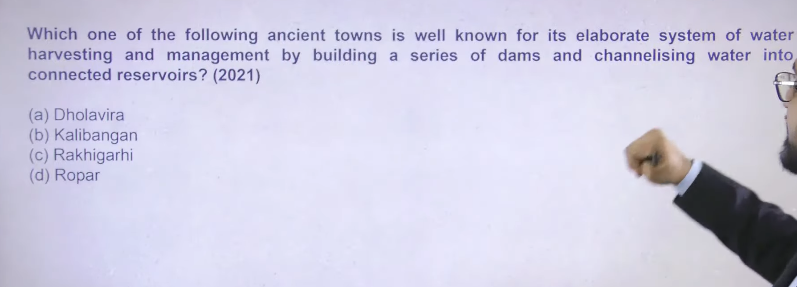 Which one of the following ancient towns is well known for its elaborate system of water
harvesting and management by building a series of dams and channelising water into
connected reservoirs? (2021)
(a) Dholavira
(b) Kalibangan
(c) Rakhigarhi
(d) Ropar